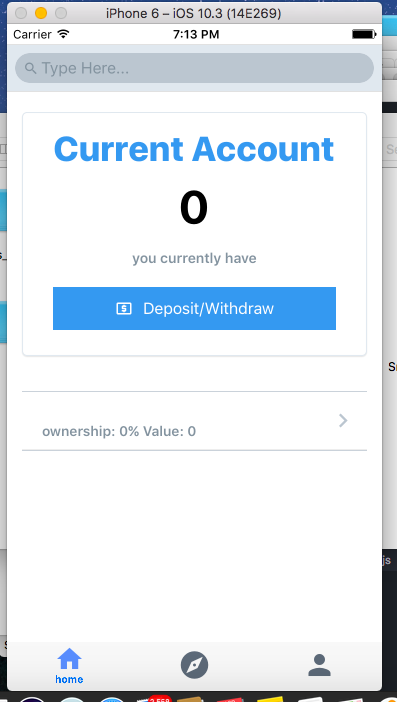 iPhone 6 – iOS 10.3 (14E269)
Carrier 7:13 PM
Type Here...
Current Account
0
you currently have
Deposit/Withdraw
ownership: 0% Value: 0
js
home